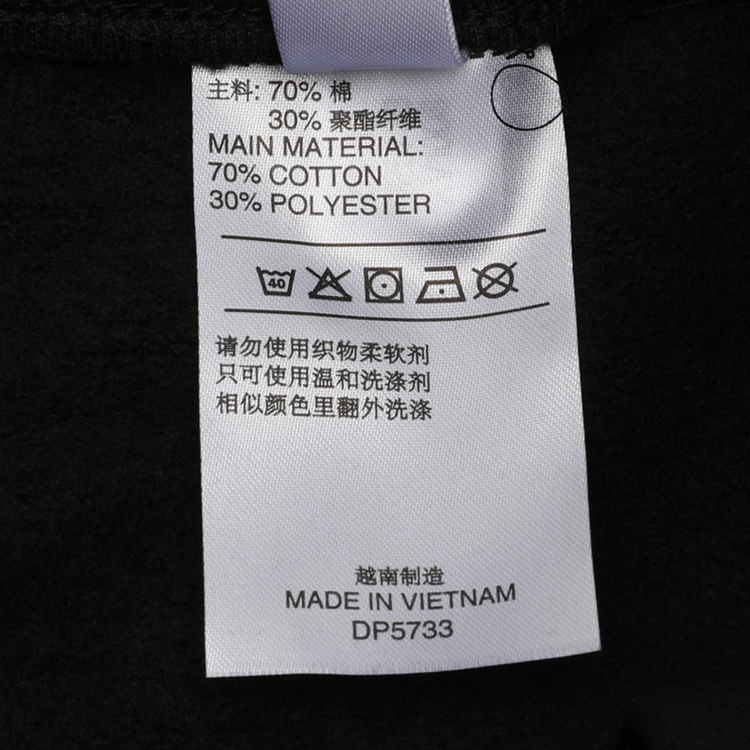 主料: 70% 棉
30% 聚酯纤维
MAIN MATERIAL:
70% COTTON
30% POLYESTER
40
请勿使用织物柔软剂
只可使用温和洗涤剂
相似颜色里翻外洗涤
越南制造
MADE IN VIETNAM
DP5733